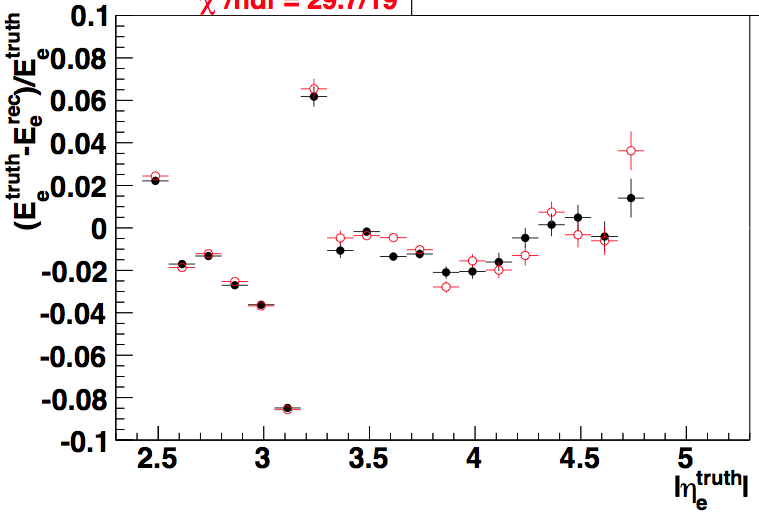 χ²/ndf = 29.7/19
(E_e^truth-E_e^rec)/E_e^truth
0.1
0.08
0.06
0.04
0.02
0
-0.02
-0.04
-0.06
-0.08
-0.1
2.5 3 3.5 4 4.5 5
|η_e^truth|